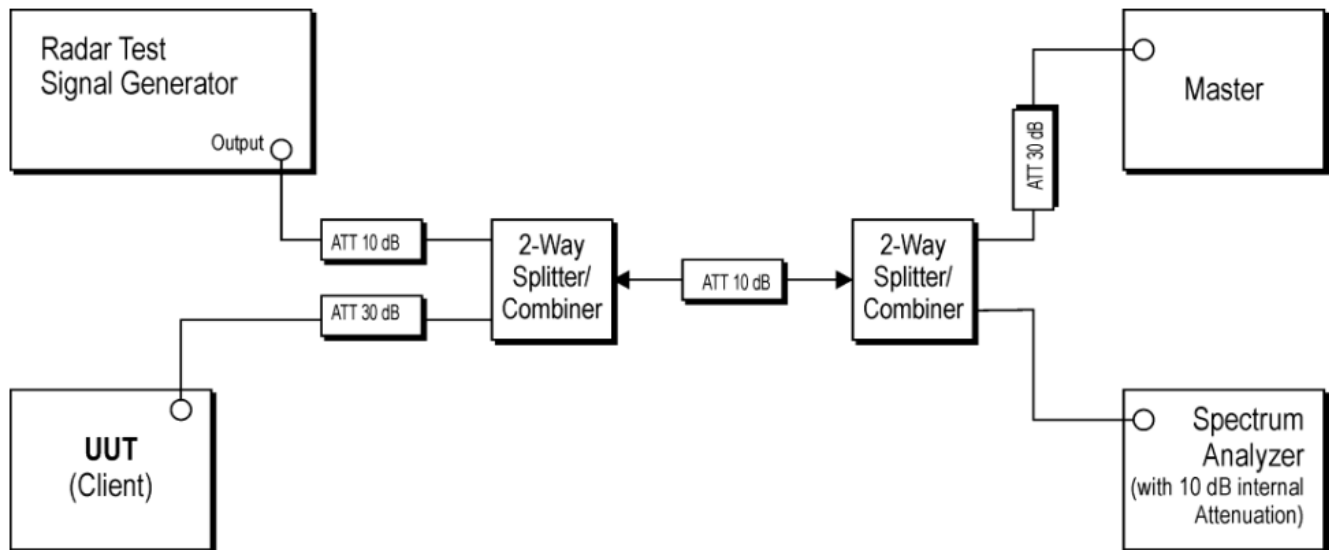 Radar Test
Signal Generator
Output
Master
ATT 30 dB
ATT 10 dB
2-Way
Splitter/
Combiner
ATT 10 dB
2-Way
Splitter/
Combiner
ATT 30 dB
UUT
(Client)
Spectrum
Analyzer
(with 10 dB internal
Attenuation)